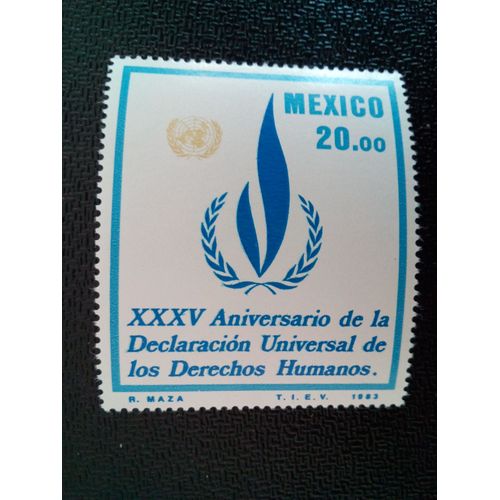 MEXICO
20.00
XXXV Aniversario de la
Declaración Universal de
los Derechos Humanos.
R. MAZA T. I. E. V. 1983